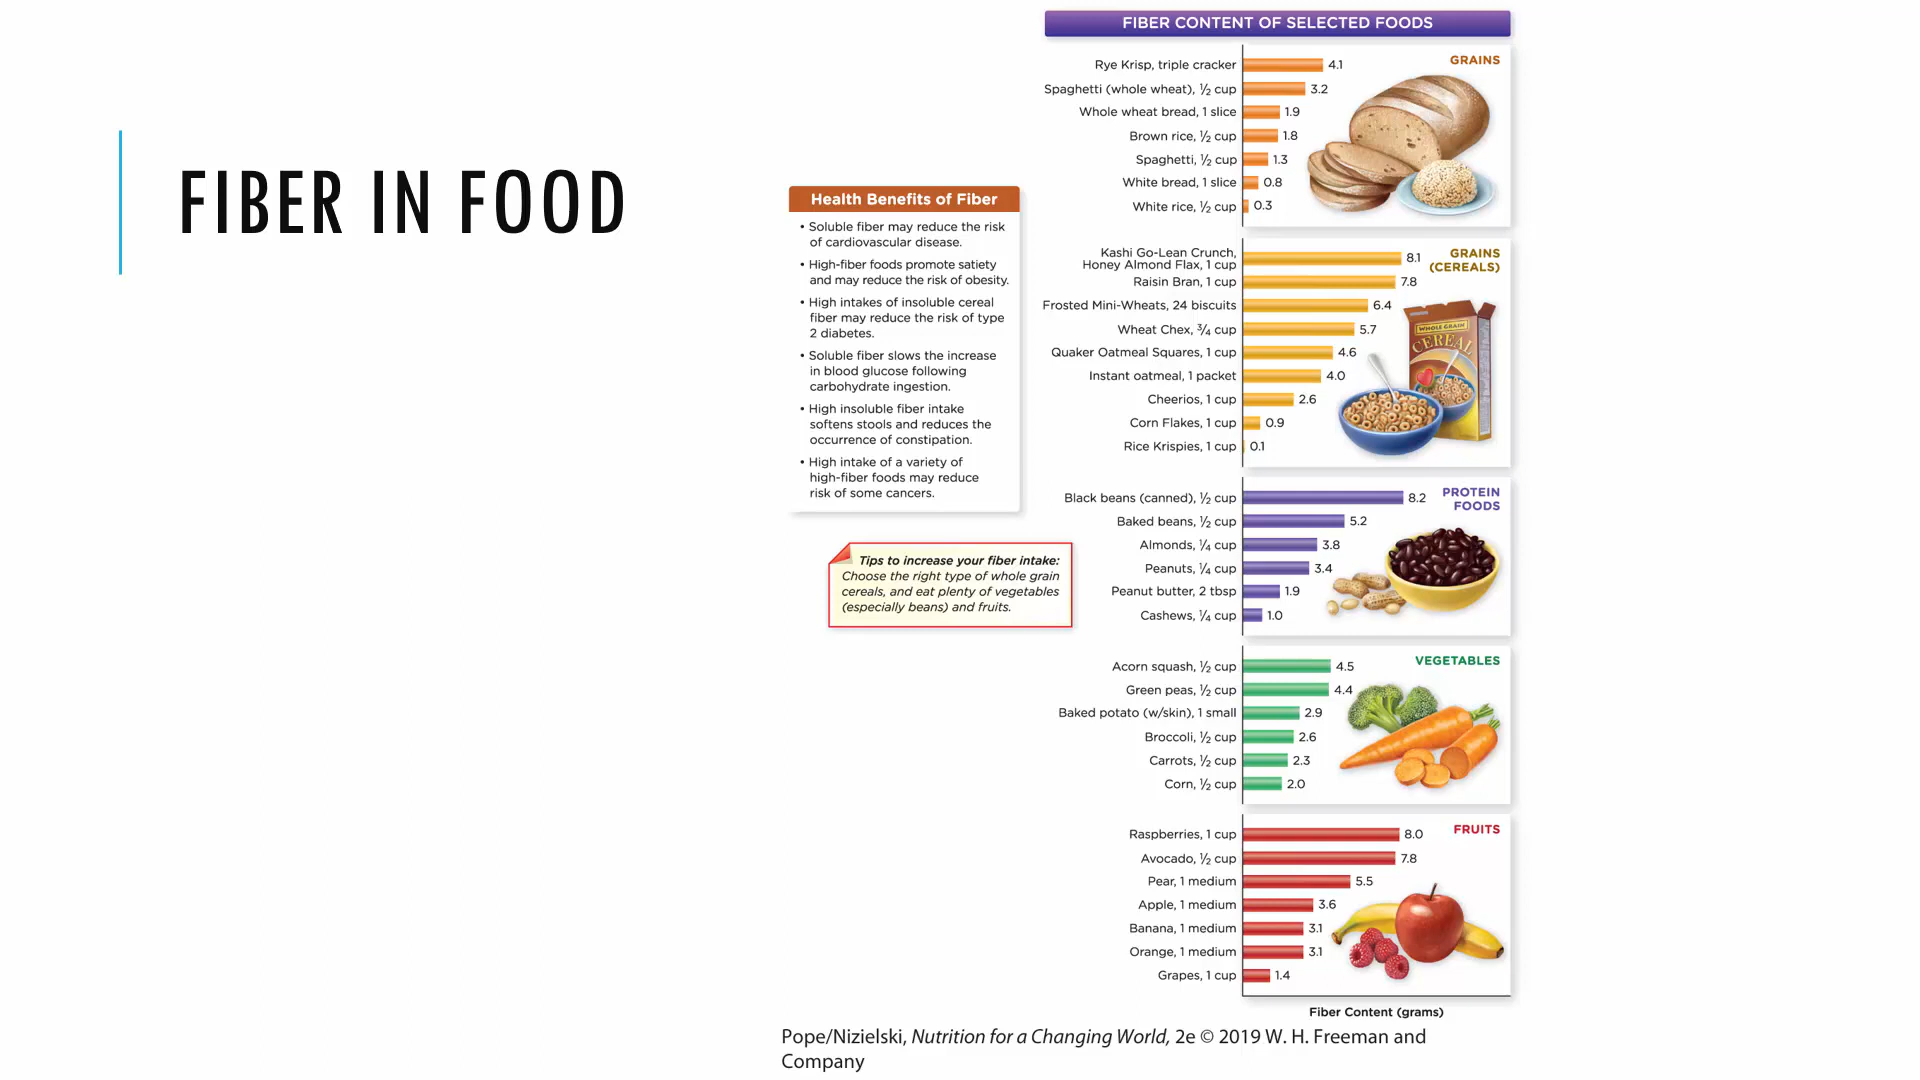 FIBER IN FOOD
Health Benefits of Fiber
• Soluble fiber may reduce the risk
of cardiovascular disease.
• High-fiber foods promote satiety
and may reduce the risk of obesity.
• High intakes of insoluble cereal
fiber may reduce the risk of type
2 diabetes.
• Soluble fiber slows the increase
in blood glucose following
carbohydrate ingestion.
• High insoluble fiber intake
softens stools and reduces the
occurrence of constipation.
• High intake of a variety of
high-fiber foods may reduce
risk of some cancers.
Tips to increase your fiber intake:
Choose the right type of whole grain
cereals, and eat plenty of vegetables
(especially beans) and fruits.
FIBER CONTENT OF SELECTED FOODS
GRAINS
Rye Krisp, triple cracker 4.1
Spaghetti (whole wheat), ½ cup 3.2
Whole wheat bread, 1 slice 1.9
Brown rice, ½ cup 1.8
Spaghetti, ½ cup 1.3
White bread, 1 slice 0.8
White rice, ½ cup 0.3
GRAINS
(CEREALS)
Kashi Go-Lean Crunch,
Honey Almond Flax, 1 cup 8.1
Raisin Bran, 1 cup 7.8
Frosted Mini-Wheats, 24 biscuits 6.4
Wheat Chex, ¾ cup 5.7
Quaker Oatmeal Squares, 1 cup 4.6
Instant oatmeal, 1 packet 4.0
Cheerios, 1 cup 2.6
Corn Flakes, 1 cup 0.9
Rice Krispies, 1 cup 0.1
WHOLE GRAIN
CEREAL
PROTEIN
FOODS
Black beans (canned), ½ cup 8.2
Baked beans, ½ cup 5.2
Almonds, ¼ cup 3.8
Peanuts, ¼ cup 3.4
Peanut butter, 2 tbsp 1.9
Cashews, ¼ cup 1.0
VEGETABLES
Acorn squash, ½ cup 4.5
Green peas, ½ cup 4.4
Baked potato (w/skin), 1 small 2.9
Broccoli, ½ cup 2.6
Carrots, ½ cup 2.3
Corn, ½ cup 2.0
FRUITS
Raspberries, 1 cup 8.0
Avocado, ½ cup 7.8
Pear, 1 medium 5.5
Apple, 1 medium 3.6
Banana, 1 medium 3.1
Orange, 1 medium 3.1
Grapes, 1 cup 1.4
Fiber Content (grams)
Pope/Nizielski, Nutrition for a Changing World, 2e © 2019 W. H. Freeman and
Company